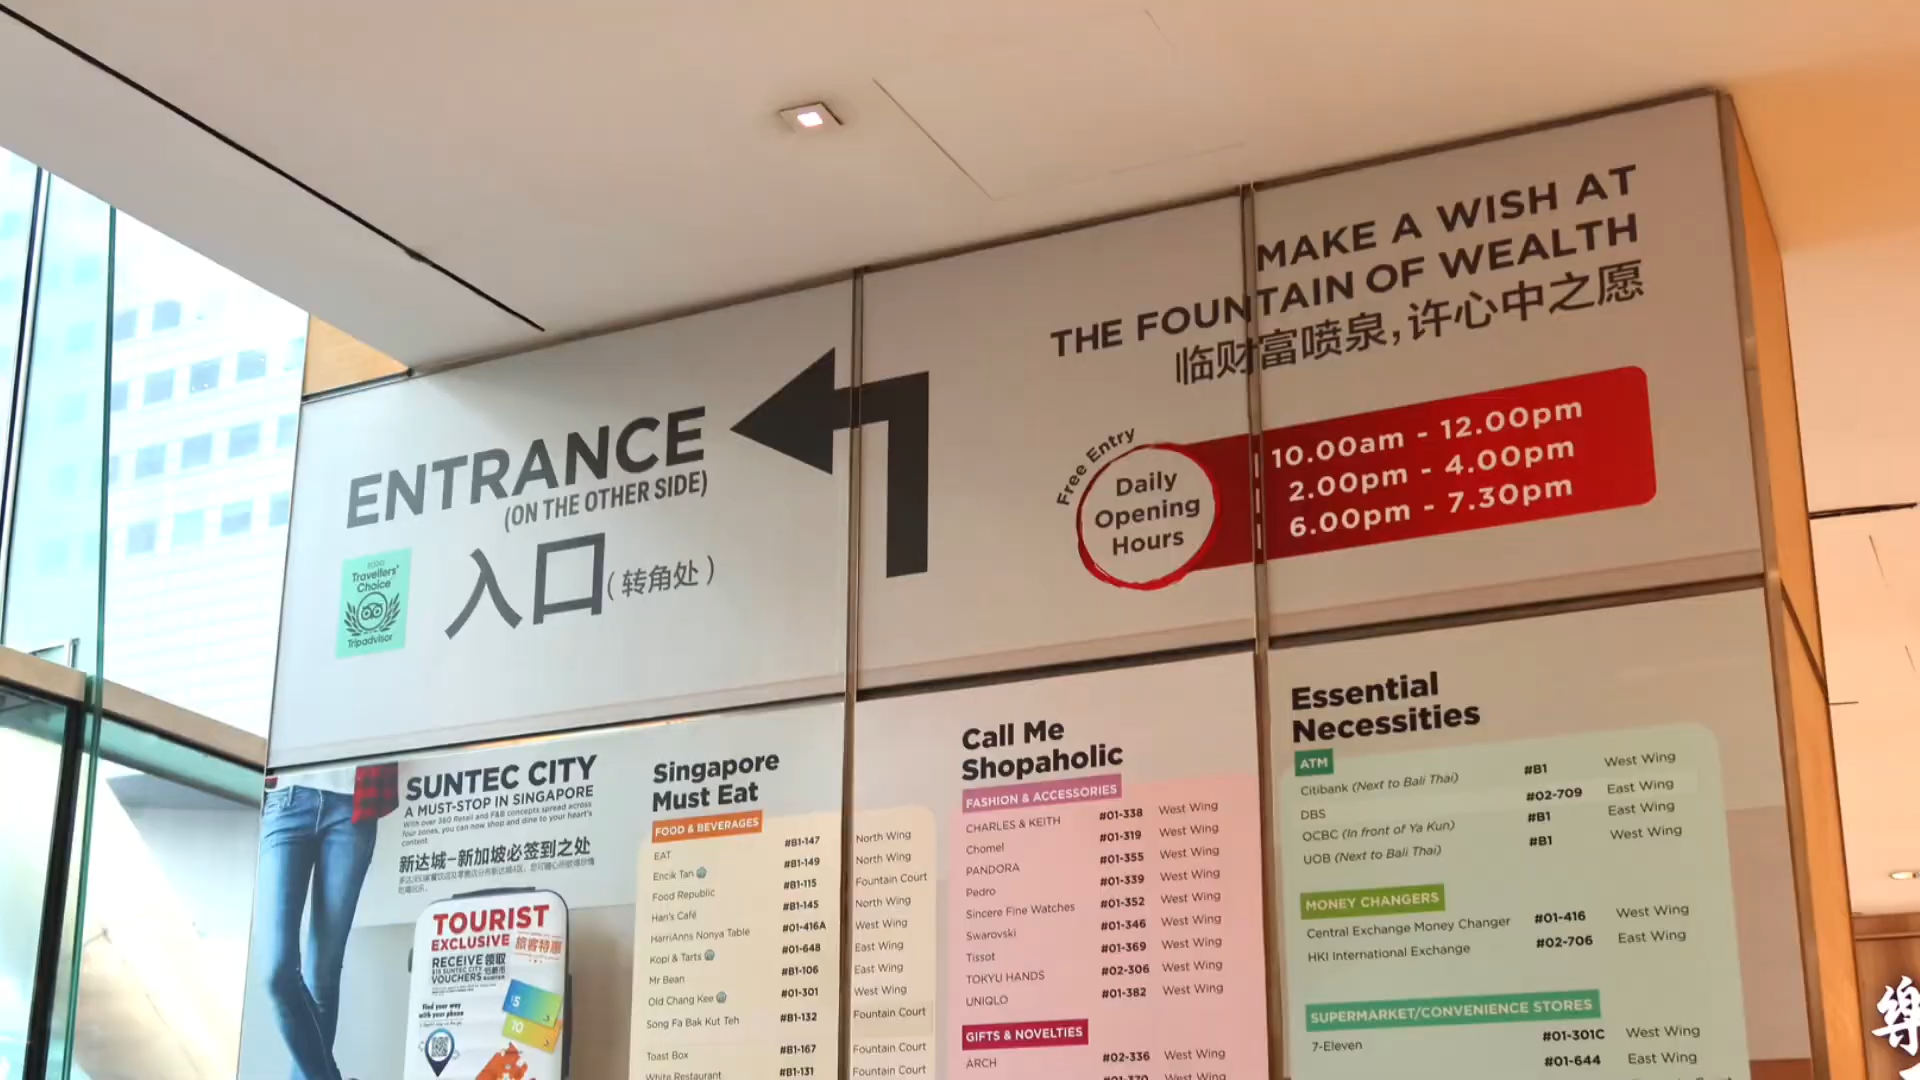 MAKE A WISH AT
THE FOUNTAIN OF WEALTH
临财富喷泉,许心中之愿
ENTRANCE
(ON THE OTHER SIDE)
入口(转角处)
2020
Travellers'
Choice
Tripadvisor
Free Entry
Daily
Opening
Hours
10.00am - 12.00pm
2.00pm - 4.00pm
6.00pm - 7.30pm
SUNTEC CITY
A MUST-STOP IN SINGAPORE
With over 360 Retail and F&B concepts spread across
four zones, you can now shop and dine to your heart's
content.
新达城–新加坡必签到之处
TOURIST
EXCLUSIVE 旅客特惠
RECEIVE 领取
$15 SUNTEC CITY
VOUCHERS
Find your way
with your phone
Singapore
Must Eat
FOOD & BEVERAGES
EAT #B1-147 North Wing
Encik Tan #B1-149 North Wing
Food Republic #B1-115 Fountain Court
Han's Café #B1-145 North Wing
HarriAnns Nonya Table #01-416A West Wing
Kopi & Tarts #01-648 East Wing
Mr Bean #B1-106 East Wing
Old Chang Kee #01-301 West Wing
Song Fa Bak Kut Teh #B1-132 Fountain Court
Toast Box #B1-167 Fountain Court
White Restaurant #B1-131 Fountain Court
Call Me
Shopaholic
FASHION & ACCESSORIES
CHARLES & KEITH #01-338 West Wing
Chomel #01-319 West Wing
PANDORA #01-355 West Wing
Pedro #01-339 West Wing
Sincere Fine Watches #01-352 West Wing
Swarovski #01-346 West Wing
Tissot #01-369 West Wing
TOKYU HANDS #02-306 West Wing
UNIQLO #01-382 West Wing
GIFTS & NOVELTIES
ARCH #02-336 West Wing
#01-370 West Wing
Essential
Necessities
ATM
Citibank (Next to Bali Thai) #B1 West Wing
DBS #02-709 East Wing
OCBC (In front of Ya Kun) #B1 East Wing
UOB (Next to Bali Thai) #B1 West Wing
MONEY CHANGERS
Central Exchange Money Changer #01-416 West Wing
HKI International Exchange #02-706 East Wing
SUPERMARKET/CONVENIENCE STORES
7-Eleven #01-301C West Wing
#01-644 East Wing
樂